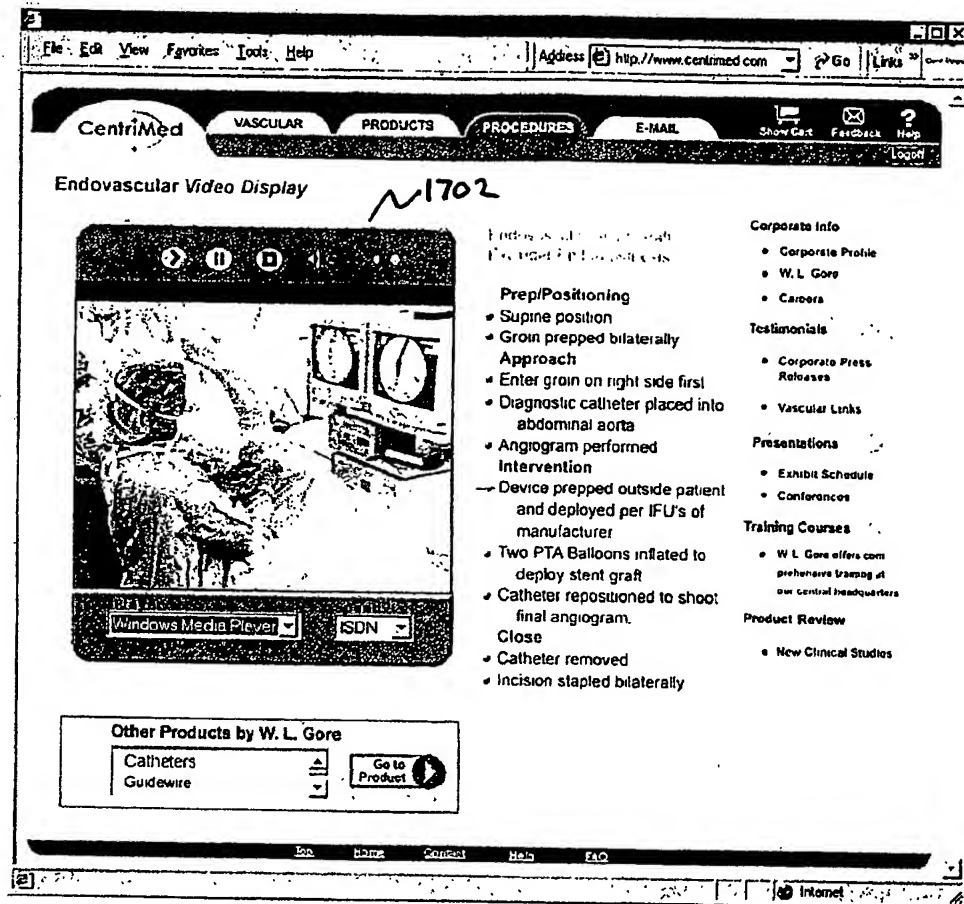 File Edit View Favorites Tools Help
Address http://www.centrimed com Go Links
CentriMed
VASCULAR PRODUCTS PROCEDURES E-MAIL
Show Cart Feedback Help
Logoff
Endovascular Video Display
1702
Prep/Positioning
Supine position
Groin prepped bilaterally
Approach
Enter groin on right side first
Diagnostic catheter placed into
abdominal aorta
Angiogram performed
Intervention
Device prepped outside patient
and deployed per IFU's of
manufacturer
Two PTA Balloons inflated to
deploy stent graft
Catheter repositioned to shoot
final angiogram.
Close
Catheter removed
Incision stapled bilaterally
Corporate Info
Corporate Profile
W. L. Gore
Careers
Testimonials
Corporate Press
Releases
Vascular Links
Presentations
Exhibit Schedule
Conferences
Training Courses
W. L. Gore offers com
prehensive training at
our central headquarters
Product Review
New Clinical Studies
Windows Media Player
ISDN
Other Products by W. L. Gore
Catheters
Guidewire
Go to
Product
Top Home Contact Help FAQ
Internet